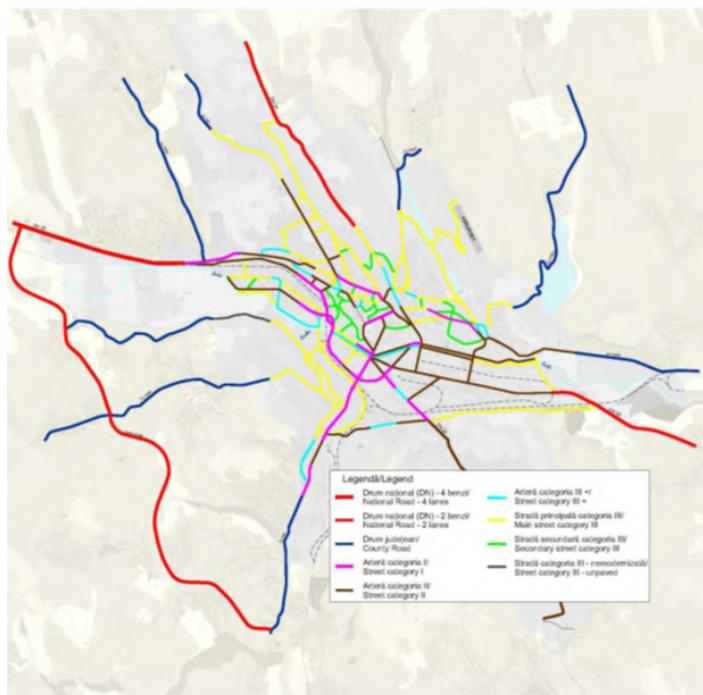 Legendă/Legend
Drum național (DN) - 4 benzi/
National Road - 4 lanes
Drum național (DN) - 2 benzi/
National Road - 2 lanes
Drum județean/
County Road
Arteră categoria I/
Street category I
Arteră categoria II/
Street category II
Arteră categoria III +/
Street category III +
Stradă principală categoria III/
Main street category III
Stradă secundară categoria III/
Secondary street category III
Stradă categoria III - nemodernizată/
Street category III - unpaved